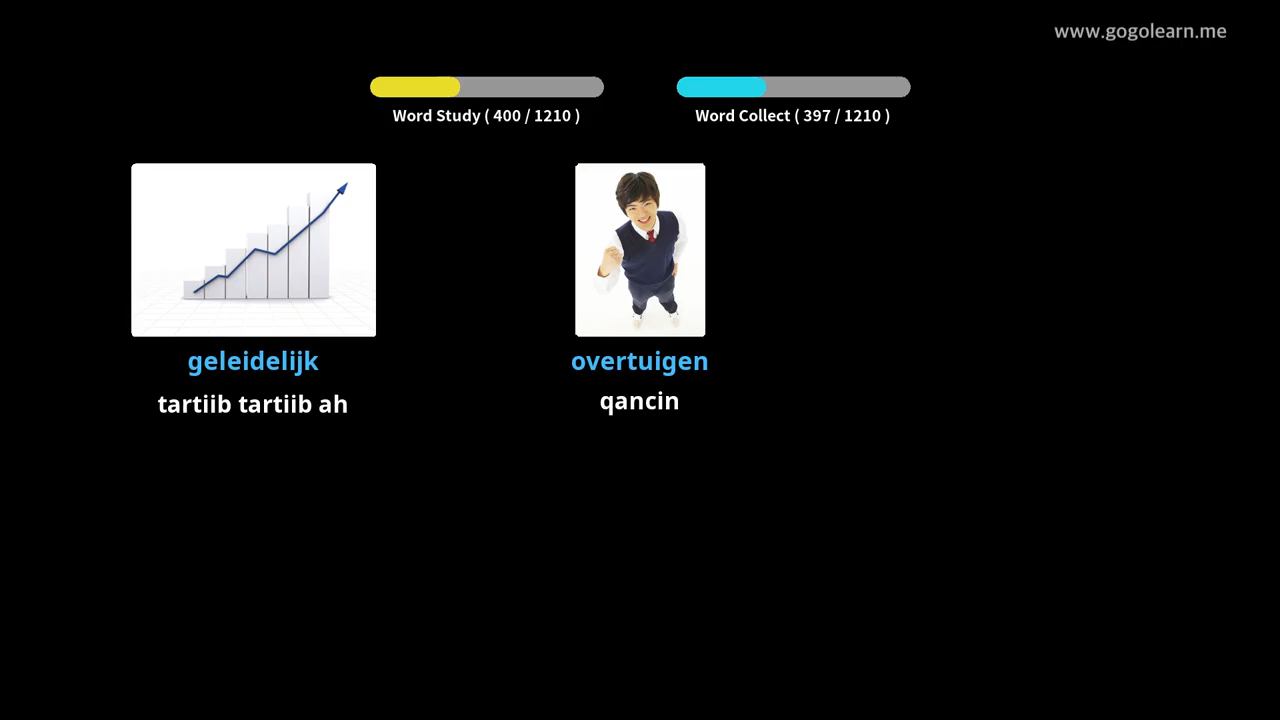 www.gogolearn.me
Word Study ( 400 / 1210 )
Word Collect ( 397 / 1210 )
geleidelijk
tartiib tartiib ah
overtuigen
qancin